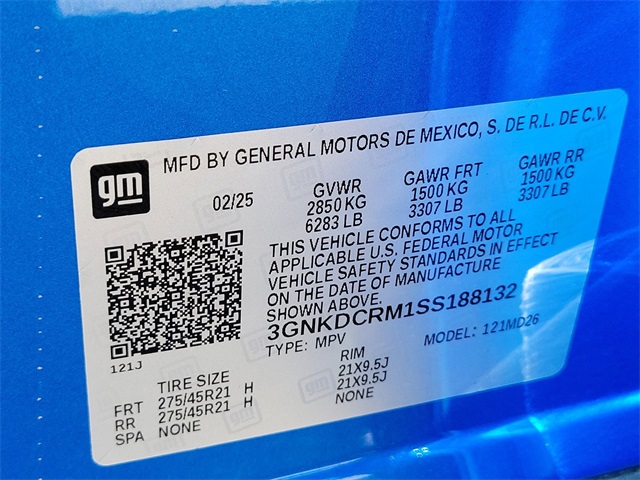 gm
MFD BY GENERAL MOTORS DE MEXICO, S. DE R.L. DE C.V.
02/25
GVWR
2850 KG
6283 LB
GAWR FRT
1500 KG
3307 LB
GAWR RR
1500 KG
3307 LB
THIS VEHICLE CONFORMS TO ALL
APPLICABLE U.S. FEDERAL MOTOR
VEHICLE SAFETY STANDARDS IN EFFECT
ON THE DATE OF MANUFACTURE
SHOWN ABOVE.
3GNKDCRM1SS188132
TYPE: MPV
MODEL: 121MD26
121J
TIRE SIZE
RIM
FRT 275/45R21 H 21X9.5J
RR 275/45R21 H 21X9.5J
SPA NONE NONE